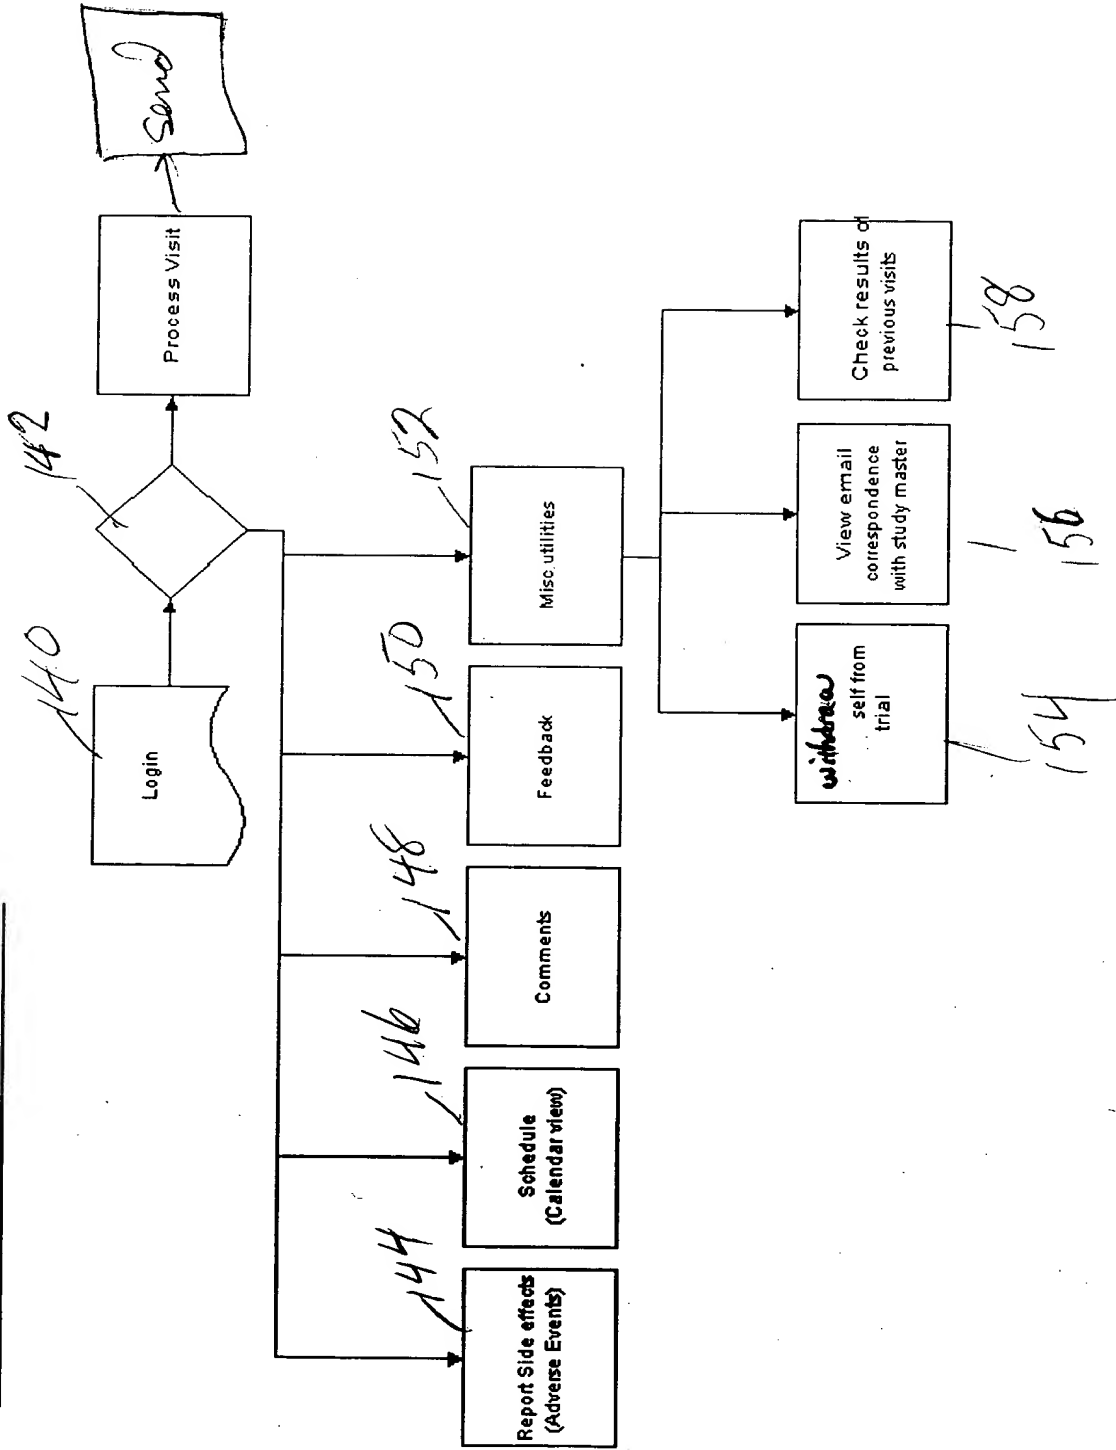 send
Process Visit
142
140
Login
144
146
148
150
152
Report Side effects
(Adverse Events)
Schedule
(Calendar view)
Comments
Feedback
Misc utilities
withdraw
self from
trial
View email
correspondence
with study master
Check results of
previous visits
154
156
158